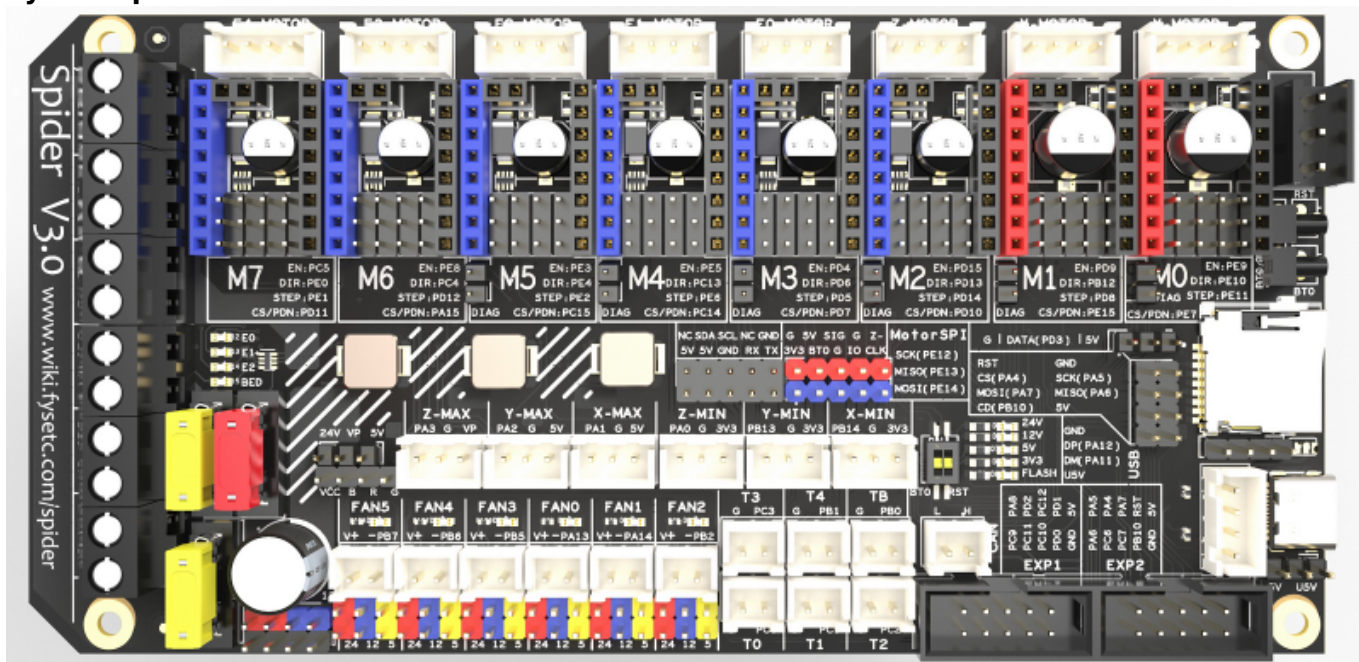 E4-MOTOR E3-MOTOR E2-MOTOR E1-MOTOR E0-MOTOR Z-MOTOR
Spider V3.0 www.wiki.fysetc.com/spider
RST
BT0
M7
EN:PC5
DIR:PE0
STEP:PE1
CS/PDN:PD11
M6
EN:PE8
DIR:PC4
STEP:PD12
CS/PDN:PA15
M5
EN:PE3
DIR:PE4
STEP:PE2
DIAG CS/PDN:PC15
M4
EN:PE5
DIR:PC13
STEP:PE6
DIAG CS/PDN:PC14
M3
EN:PD4
DIR:PD6
STEP:PD5
DIAG CS/PDN:PD7
M2
EN:PD15
DIR:PD13
STEP:PD14
DIAG CS/PDN:PD10
M1
EN:PD9
DIR:PB12
STEP:PD8
DIAG CS/PDN:PE15
M0
EN:PE9
DIR:PE10
DIAG STEP:PE11
CS/PDN:PE7
E0
E1
E2
BED
NC SDA SCL NC GND
5V 5V GND RX TX
G 5V SIG G Z-
3V3 BT0 G IO CLK
MotorSPI
SCK(PE12)
MISO(PE13)
MOSI(PE14)
G | DATA(PD3) | 5V
RST GND
CS(PA4) SCK(PA5)
MOSI(PA7) MISO(PA6)
CD(PB10) 5V
GND
DP(PA12)
DM(PA11)
U5V
USB
24V
12V
5V
3V3
FLASH
Z-MAX Y-MAX X-MAX Z-MIN Y-MIN X-MIN
PA3 G VP PA2 G 5V PA1 G 5V PA0 G 3V3 PB13 G 3V3 PB14 G 3V3
24V VP 5V
VCC B R G
BT0 RST
FAN5 FAN4 FAN3 FAN0 FAN1 FAN2
V+ -PB7 V+ -PB6 V+ -PB5 V+ -PA13 V+ -PA14 V+ -PB2
24 12 5 24 12 5 24 12 5 24 12 5 24 12 5 24 12 5
T3 T4 TB
G PC3 G PB1 G PB0
T0 T1 T2
L H
CAN
PC9 PA8
PC11 PD2
PC10 PC12
PD0 PD1
GND 5V
EXP1
PA6 PA5
PC6 PA4
PC7 PA7
PB10 RST
GND 5V
EXP2
5V U5V